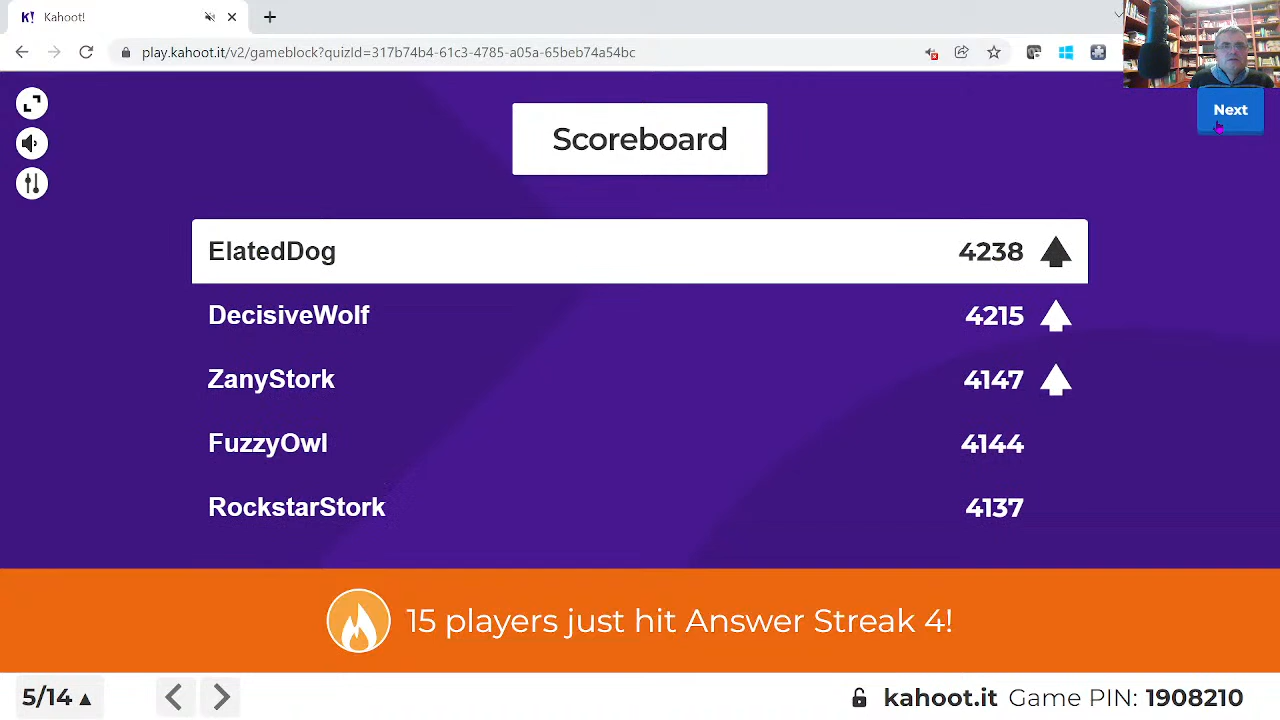 K! Kahoot!
play.kahoot.it/v2/gameblock?quizId=317b74b4-61c3-4785-a05a-65beb74a54bc
Next
Scoreboard
ElatedDog 4238
DecisiveWolf 4215
ZanyStork 4147
FuzzyOwl 4144
RockstarStork 4137
15 players just hit Answer Streak 4!
5/14 kahoot.it Game PIN: 1908210